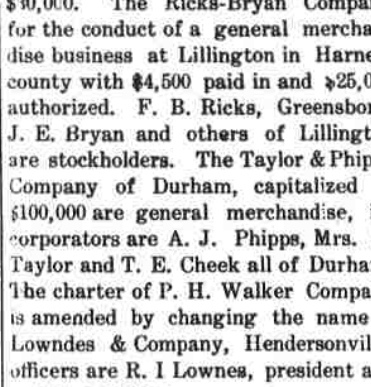 $30,000. The Ricks-Bryan Compan
for the conduct of a general mercha
dise business at Lillington in Harne
county with $4,500 paid in and $25,0
authorized. F. B. Ricks, Greensbor
J. E. Bryan and others of Lillingt
are stockholders. The Taylor & Phip
Company of Durham, capitalized
$100,000 are general merchandise, i
corporators are A. J. Phipps, Mrs.
Taylor and T. E. Cheek all of Durha
The charter of P. H. Walker Compa
is amended by changing the name
Lowndes & Company, Hendersonvil
officers are R. I Lownes, president a